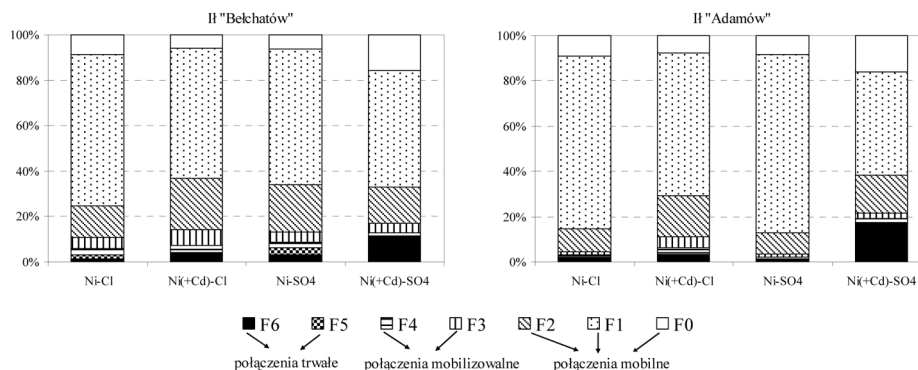 Ił "Bełchatów"
100%
80%
60%
40%
20%
0%
Ni-Cl Ni(+Cd)-Cl Ni-SO4 Ni(+Cd)-SO4
Ił "Adamów"
100%
80%
60%
40%
20%
0%
Ni-Cl Ni(+Cd)-Cl Ni-SO4 Ni(+Cd)-SO4
F6 F5 F4 F3 F2 F1 F0
połączenia trwałe połączenia mobilizowalne połączenia mobilne